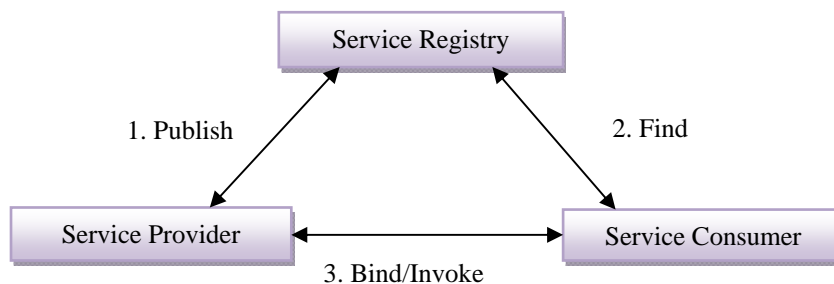 Service Registry
1. Publish
2. Find
Service Provider
Service Consumer
3. Bind/Invoke